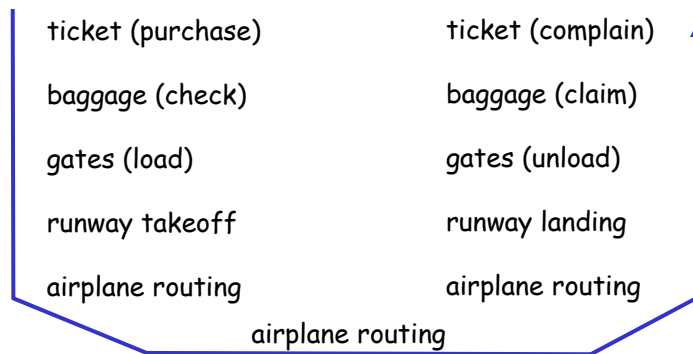 ticket (purchase)
baggage (check)
gates (load)
runway takeoff
airplane routing
ticket (complain)
baggage (claim)
gates (unload)
runway landing
airplane routing
airplane routing